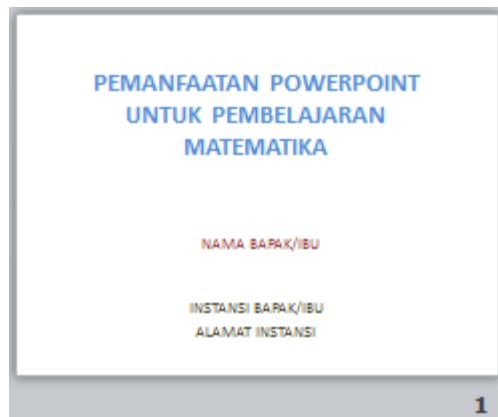 PEMANFAATAN POWERPOINT
UNTUK PEMBELAJARAN
MATEMATIKA
NAMA BAPAK/IBU
INSTANSI BAPAK/IBU
ALAMAT INSTANSI
1